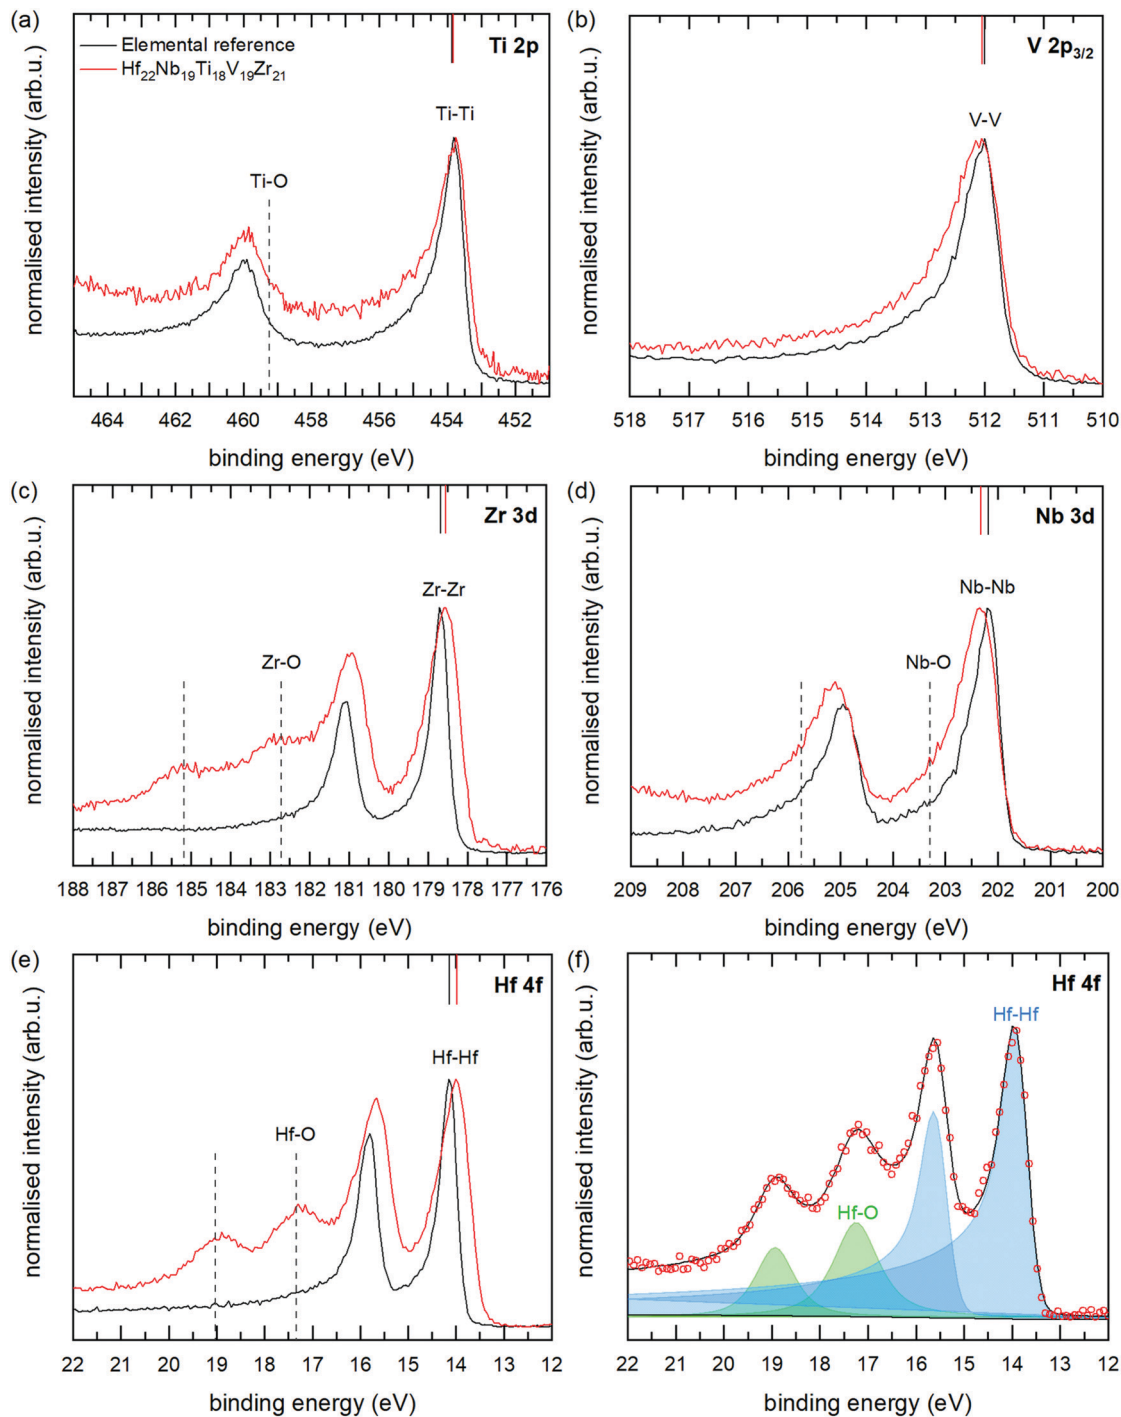 (a)
Ti 2p
Elemental reference
Hf22Nb19Ti18V19Zr21
Ti-Ti
Ti-O
normalised intensity (arb.u.)
464 462 460 458 456 454 452
binding energy (eV)
(b)
V 2p3/2
V-V
normalised intensity (arb.u.)
518 517 516 515 514 513 512 511 510
binding energy (eV)
(c)
Zr 3d
Zr-Zr
Zr-O
normalised intensity (arb.u.)
188 187 186 185 184 183 182 181 180 179 178 177 176
binding energy (eV)
(d)
Nb 3d
Nb-Nb
Nb-O
normalised intensity (arb.u.)
209 208 207 206 205 204 203 202 201 200
binding energy (eV)
(e)
Hf 4f
Hf-Hf
Hf-O
normalised intensity (arb.u.)
22 21 20 19 18 17 16 15 14 13 12
binding energy (eV)
(f)
Hf 4f
Hf-Hf
Hf-O
normalised intensity (arb.u.)
22 21 20 19 18 17 16 15 14 13 12
binding energy (eV)